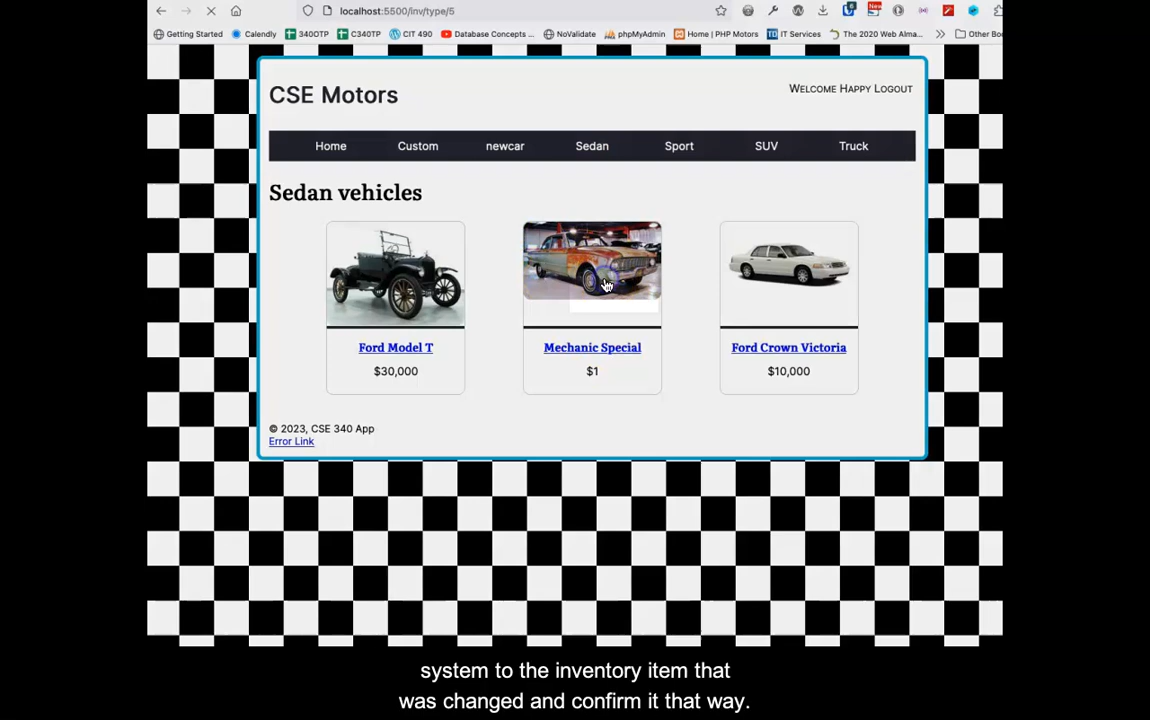 localhost:5500/inv/type/5
New
6
Getting Started Calendly 340OTP C340TP CIT 490 Database Concepts ... NoValidate phpMyAdmin Home | PHP Motors IT Services The 2020 Web Alma... Other Boo
CSE Motors
WELCOME HAPPY LOGOUT
Home Custom newcar Sedan Sport SUV Truck
Sedan vehicles
Ford Model T Mechanic Special Ford Crown Victoria
$30,000 $1 $10,000
© 2023, CSE 340 App
Error Link
system to the inventory item that
was changed and confirm it that way.